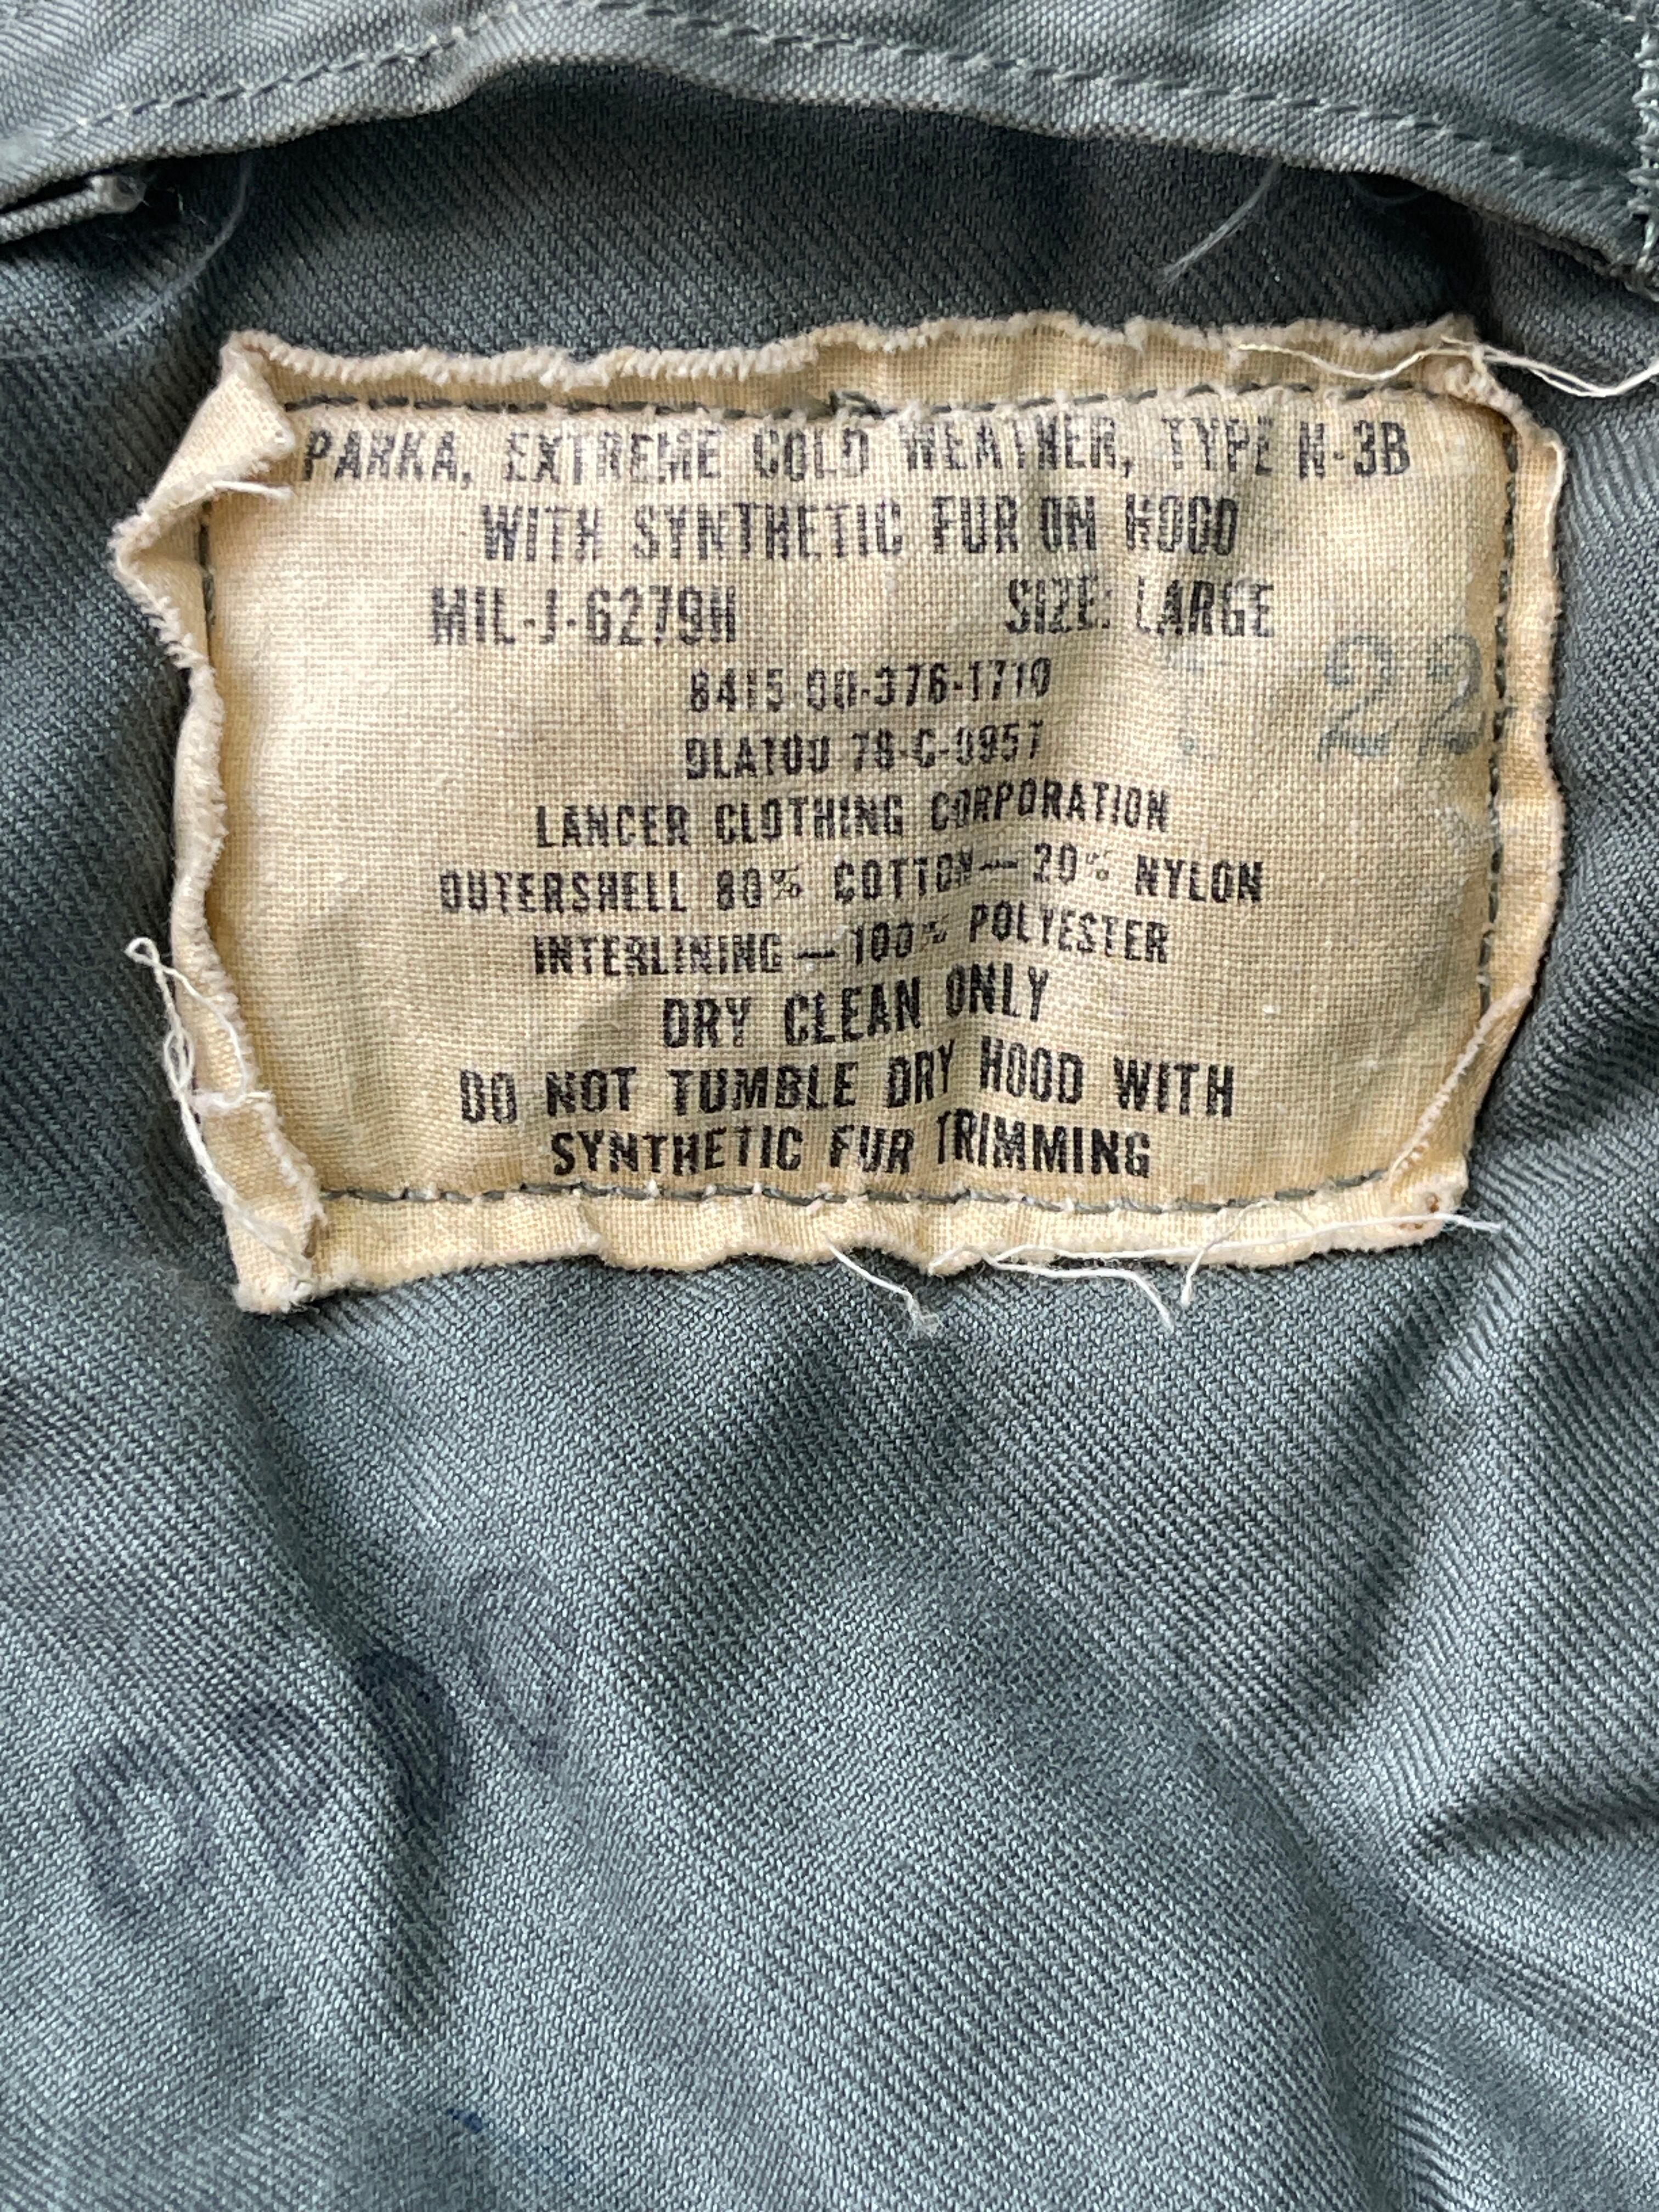 PARKA, EXTREME COLD WEATHER, TYPE N-3B
WITH SYNTHETIC FUR ON HOOD
MIL-J-6279H SIZE: LARGE
22
8415-00-376-1710
DLA100-78-C-0957
LANCER CLOTHING CORPORATION
OUTERSHELL 80% COTTON — 20% NYLON
INTERLINING — 100% POLYESTER
DRY CLEAN ONLY
DO NOT TUMBLE DRY HOOD WITH
SYNTHETIC FUR TRIMMING